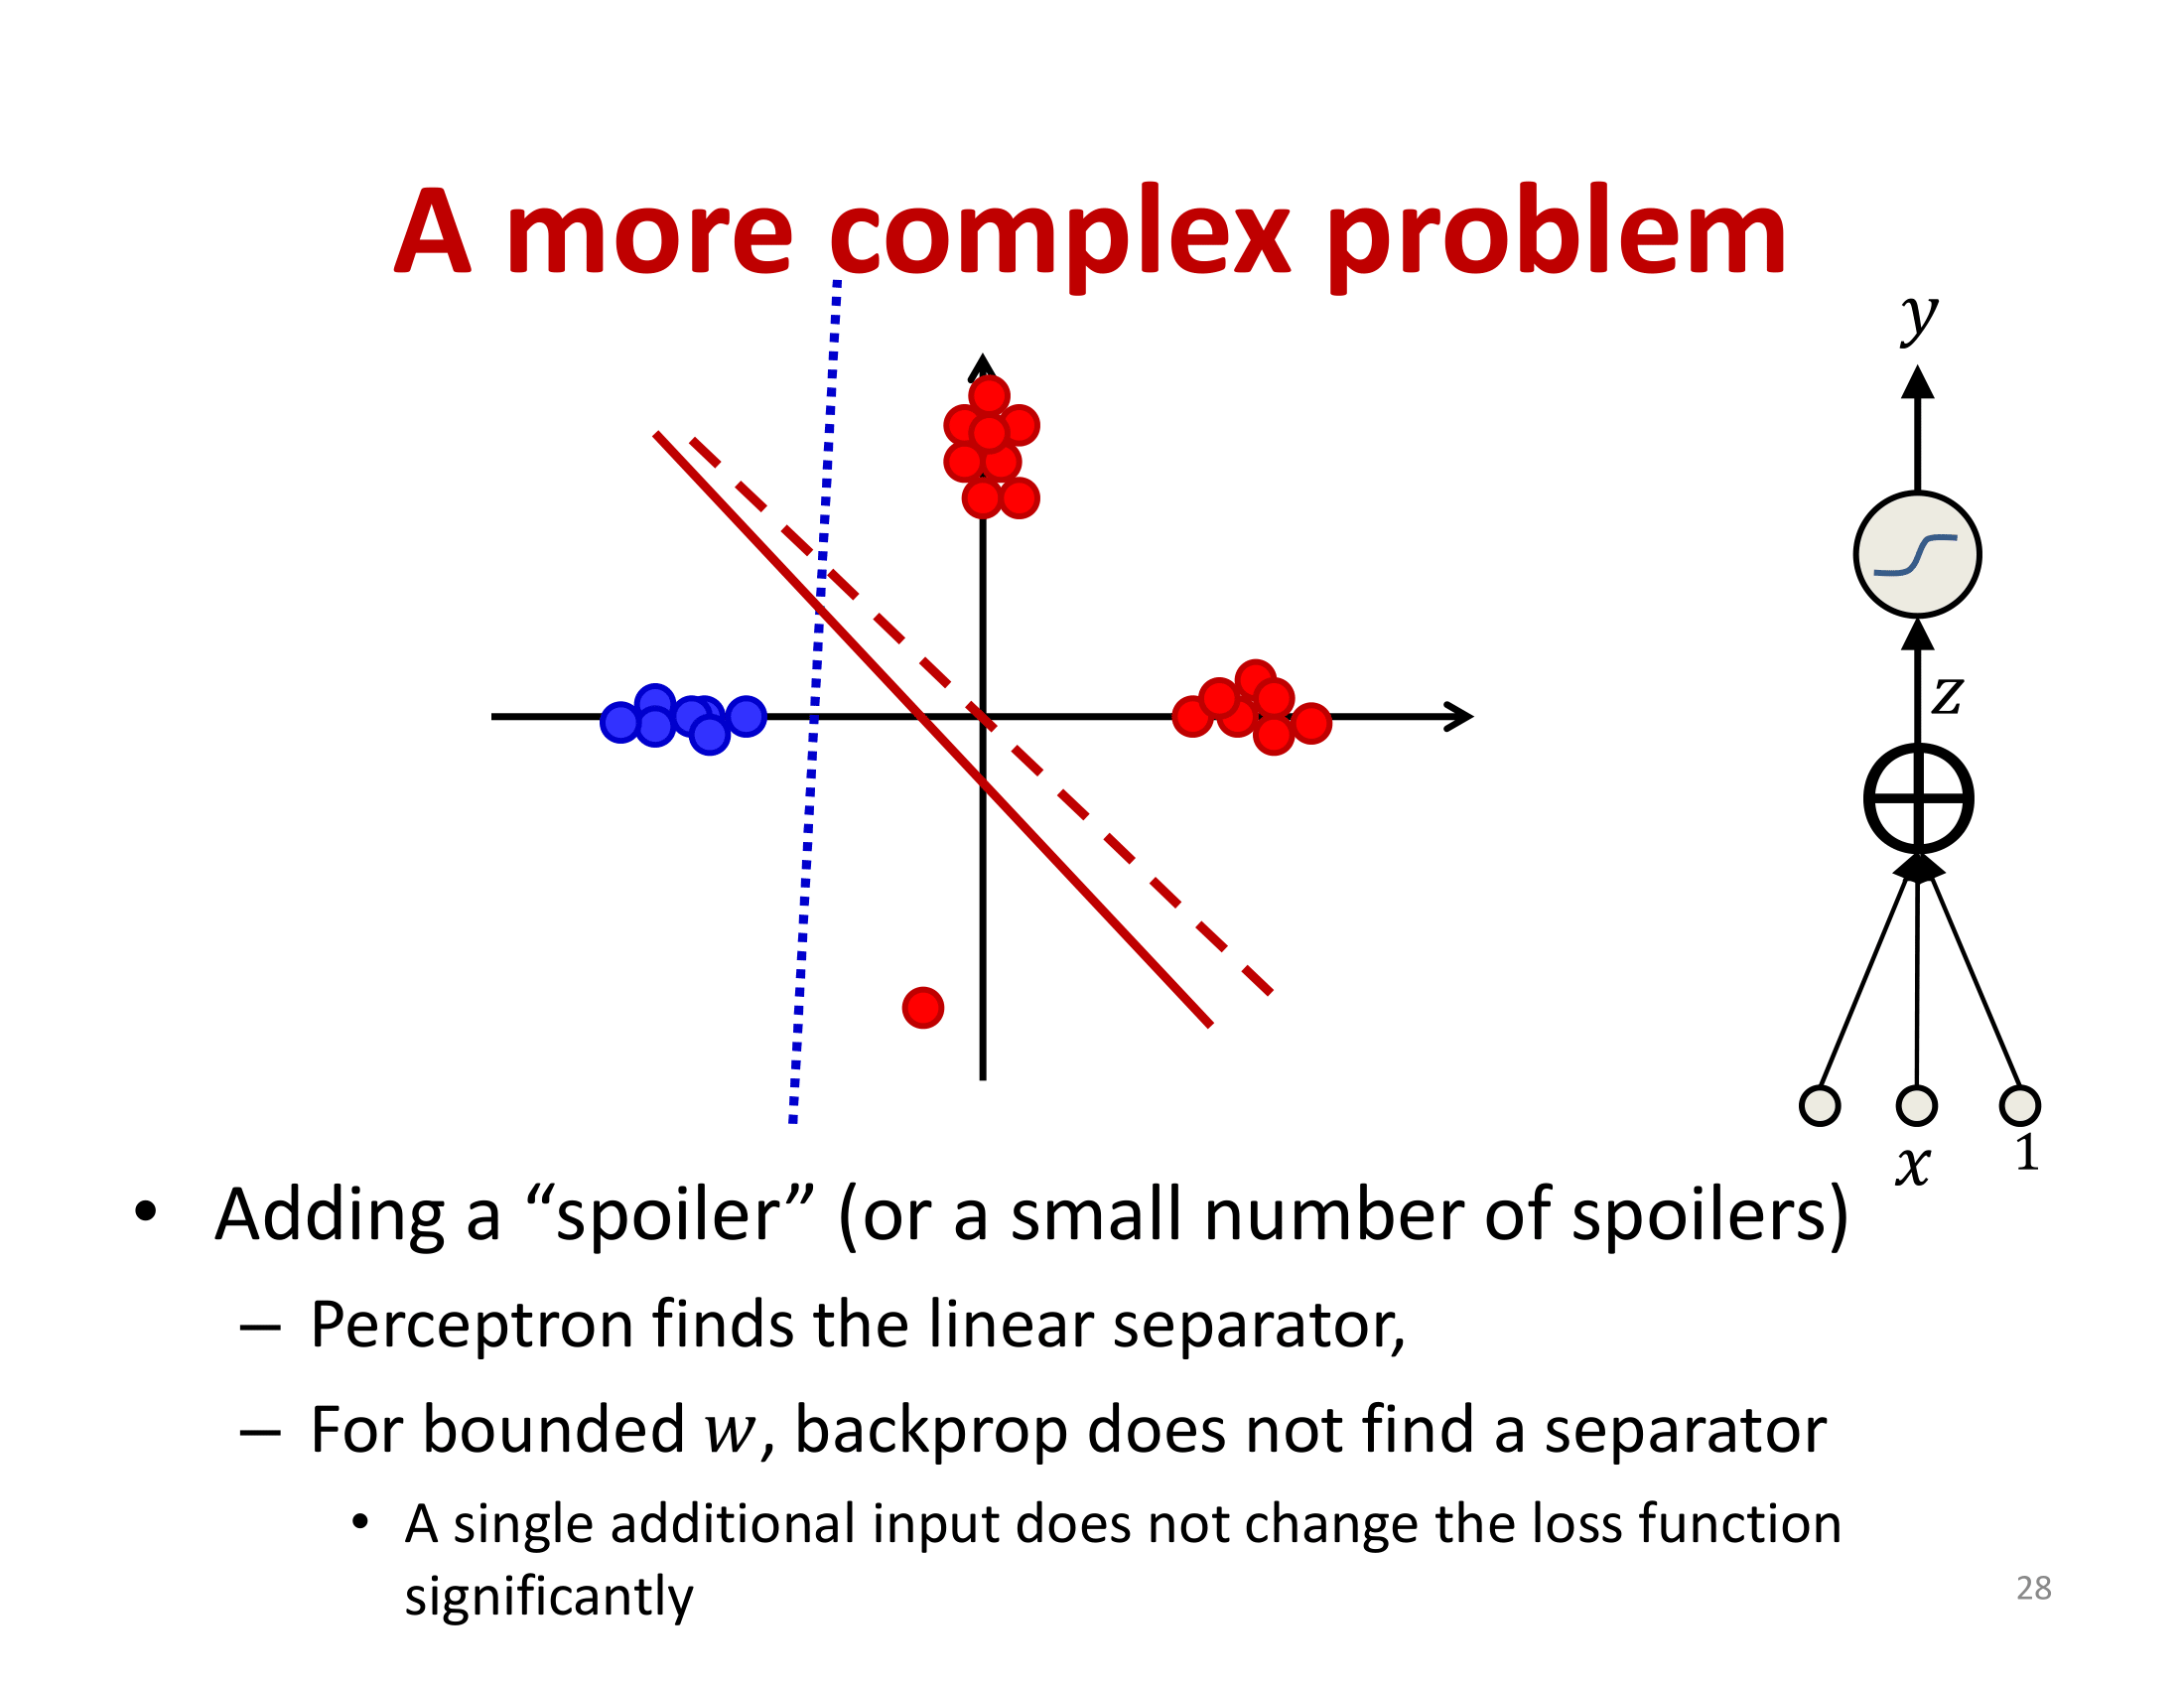 A more complex problem
y
z
x
1
• Adding a “spoiler” (or a small number of spoilers)
– Perceptron finds the linear separator,
– For bounded w, backprop does not find a separator
• A single additional input does not change the loss function
significantly
28